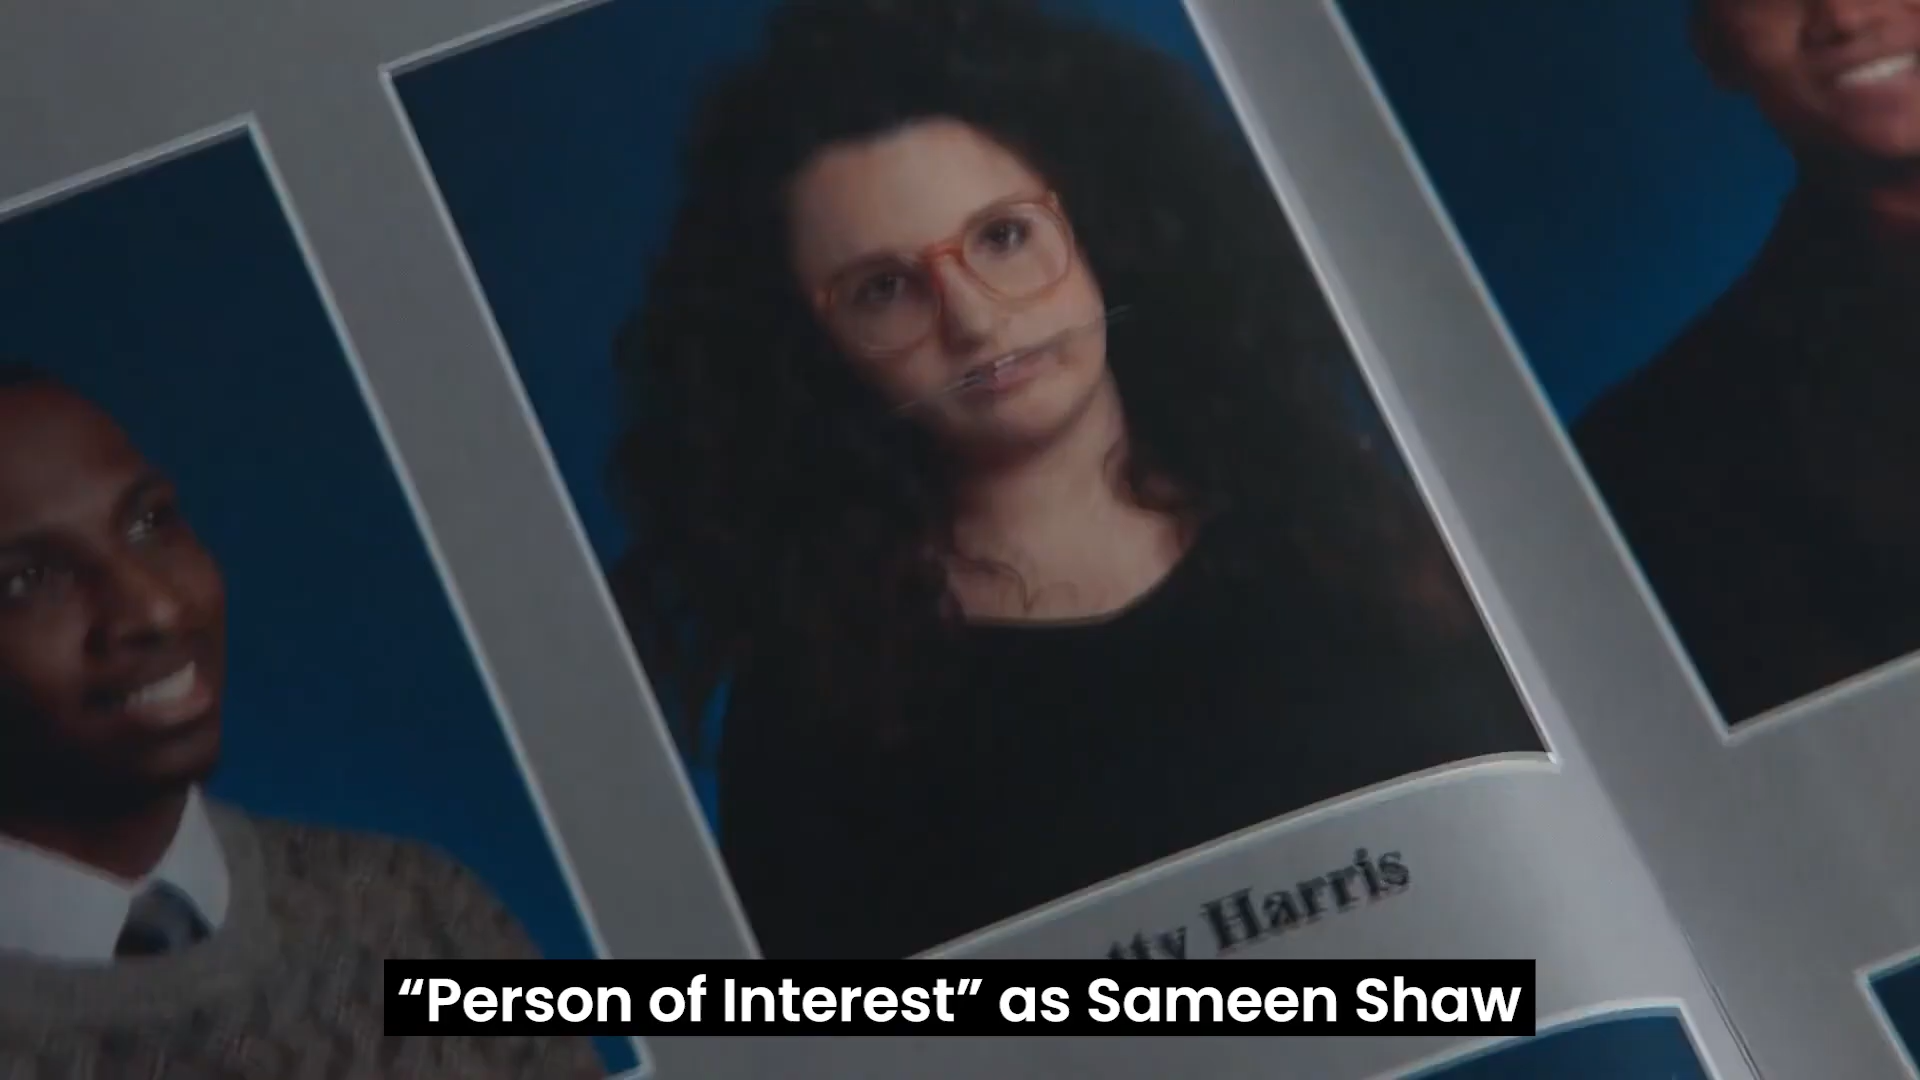 Harris
“Person of Interest” as Sameen Shaw